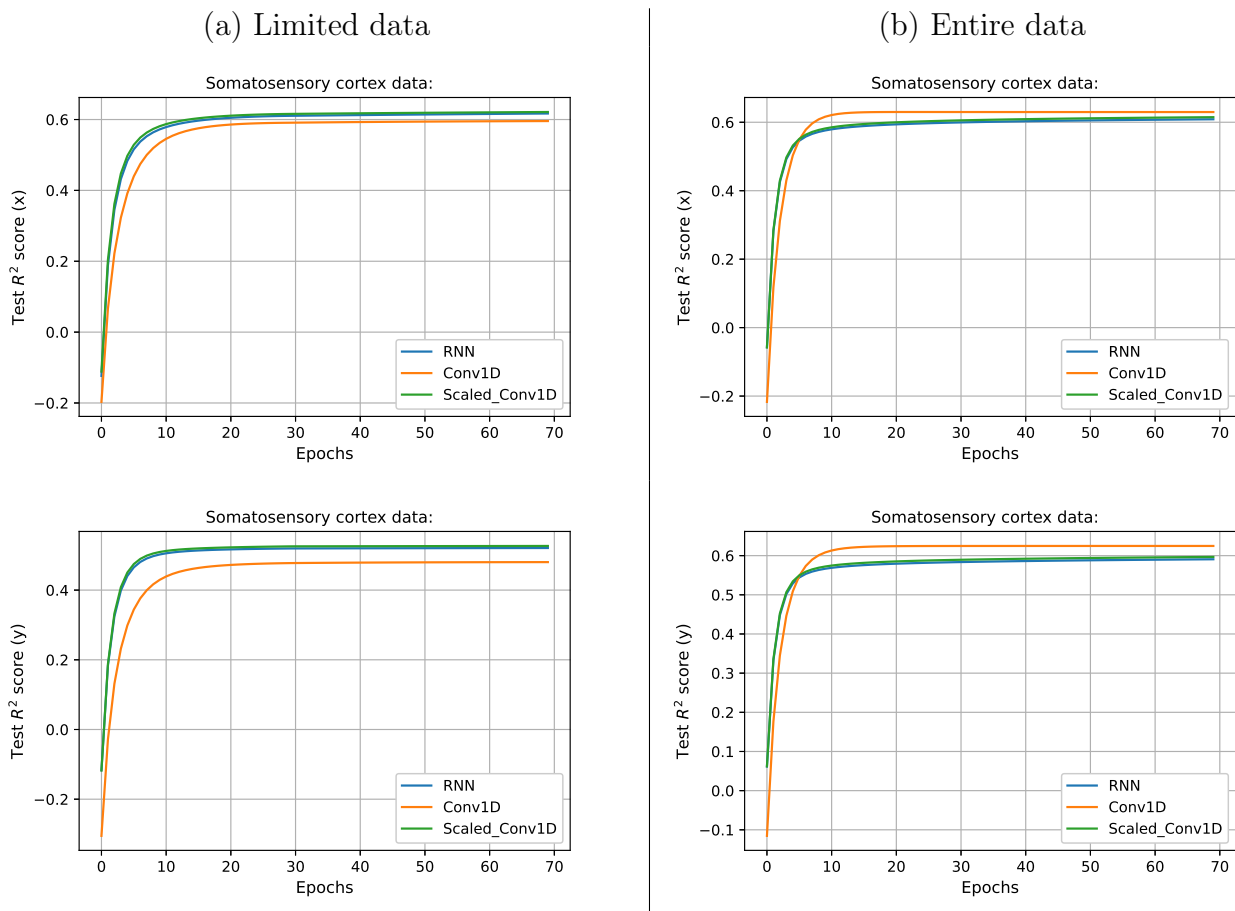 (a) Limited data
Somatosensory cortex data:
Test R² score (x)
0.6
0.4
0.2
0.0
−0.2
0 10 20 30 40 50 60 70
Epochs
RNN
Conv1D
Scaled_Conv1D
Somatosensory cortex data:
Test R² score (y)
0.4
0.2
0.0
−0.2
0 10 20 30 40 50 60 70
Epochs
RNN
Conv1D
Scaled_Conv1D
(b) Entire data
Somatosensory cortex data:
Test R² score (x)
0.6
0.4
0.2
0.0
−0.2
0 10 20 30 40 50 60 70
Epochs
RNN
Conv1D
Scaled_Conv1D
Somatosensory cortex data:
Test R² score (y)
0.6
0.5
0.4
0.3
0.2
0.1
0.0
−0.1
0 10 20 30 40 50 60 70
Epochs
RNN
Conv1D
Scaled_Conv1D